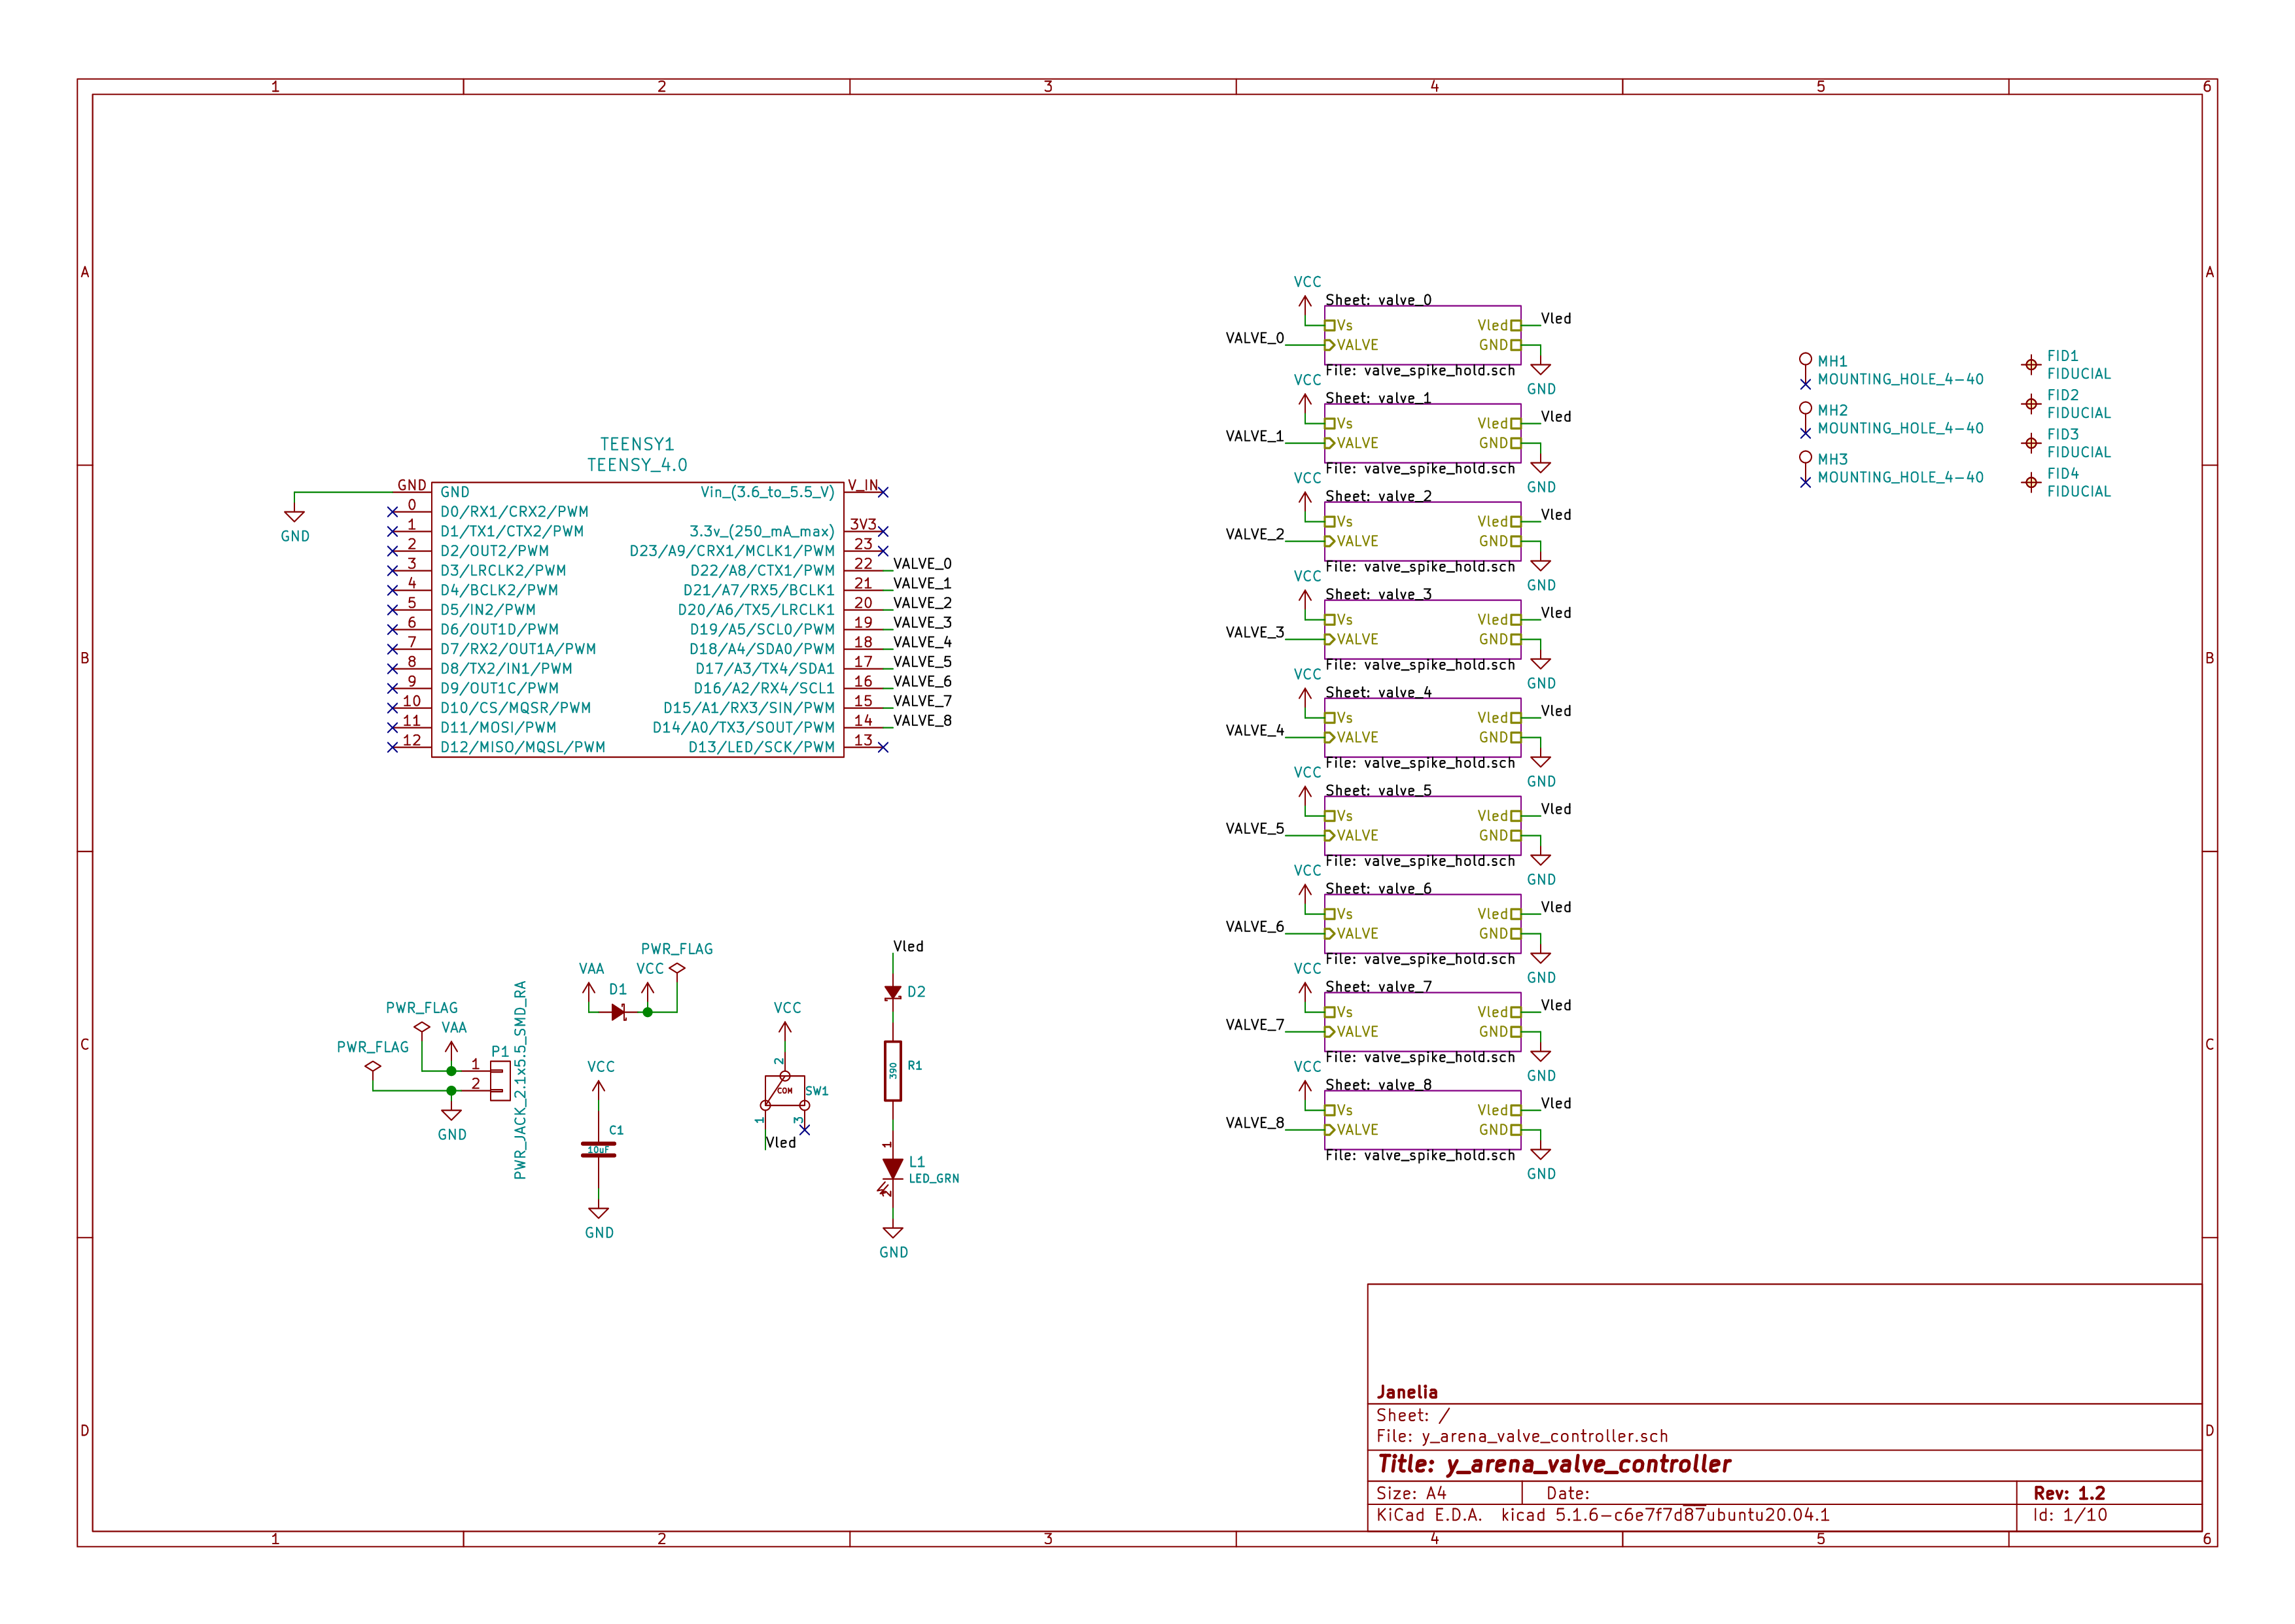 1 2 3 4 5 6
A
B
C
D
A
B
C
D
1 2 3 4 5 6
TEENSY1
TEENSY_4.0
GND GND Vin_(3.6_to_5.5_V) V_IN
0 D0/RX1/CRX2/PWM
1 D1/TX1/CTX2/PWM 3.3v_(250_mA_max) 3V3
2 D2/OUT2/PWM D23/A9/CRX1/MCLK1/PWM 23
3 D3/LRCLK2/PWM D22/A8/CTX1/PWM 22 VALVE_0
4 D4/BCLK2/PWM D21/A7/RX5/BCLK1 21 VALVE_1
5 D5/IN2/PWM D20/A6/TX5/LRCLK1 20 VALVE_2
6 D6/OUT1D/PWM D19/A5/SCL0/PWM 19 VALVE_3
7 D7/RX2/OUT1A/PWM D18/A4/SDA0/PWM 18 VALVE_4
8 D8/TX2/IN1/PWM D17/A3/TX4/SDA1 17 VALVE_5
9 D9/OUT1C/PWM D16/A2/RX4/SCL1 16 VALVE_6
10 D10/CS/MQSR/PWM D15/A1/RX3/SIN/PWM 15 VALVE_7
11 D11/MOSI/PWM D14/A0/TX3/SOUT/PWM 14 VALVE_8
12 D12/MISO/MQSL/PWM D13/LED/SCK/PWM 13
GND
PWR_FLAG
VAA
PWR_FLAG
P1
1
2
GND
PWR_JACK_2.1x5.5_SMD_RA
PWR_FLAG
VAA VCC
D1
VCC
C1
10uF
GND
VCC
2
COM
SW1
1 3
Vled
Vled
D2
R1
390
1
L1
LED_GRN
2
GND
VCC
Sheet: valve_0
Vs Vled Vled
VALVE_0 VALVE GND
File: valve_spike_hold.sch
GND
VCC
Sheet: valve_1
Vs Vled Vled
VALVE_1 VALVE GND
File: valve_spike_hold.sch
GND
VCC
Sheet: valve_2
Vs Vled Vled
VALVE_2 VALVE GND
File: valve_spike_hold.sch
GND
VCC
Sheet: valve_3
Vs Vled Vled
VALVE_3 VALVE GND
File: valve_spike_hold.sch
GND
VCC
Sheet: valve_4
Vs Vled Vled
VALVE_4 VALVE GND
File: valve_spike_hold.sch
GND
VCC
Sheet: valve_5
Vs Vled Vled
VALVE_5 VALVE GND
File: valve_spike_hold.sch
GND
VCC
Sheet: valve_6
Vs Vled Vled
VALVE_6 VALVE GND
File: valve_spike_hold.sch
GND
VCC
Sheet: valve_7
Vs Vled Vled
VALVE_7 VALVE GND
File: valve_spike_hold.sch
GND
VCC
Sheet: valve_8
Vs Vled Vled
VALVE_8 VALVE GND
File: valve_spike_hold.sch
GND
MH1
MOUNTING_HOLE_4-40
MH2
MOUNTING_HOLE_4-40
MH3
MOUNTING_HOLE_4-40
FID1
FIDUCIAL
FID2
FIDUCIAL
FID3
FIDUCIAL
FID4
FIDUCIAL
Janelia
Sheet: /
File: y_arena_valve_controller.sch
Title: y_arena_valve_controller
Size: A4 Date: Rev: 1.2
KiCad E.D.A. kicad 5.1.6-c6e7f7d87ubuntu20.04.1 Id: 1/10